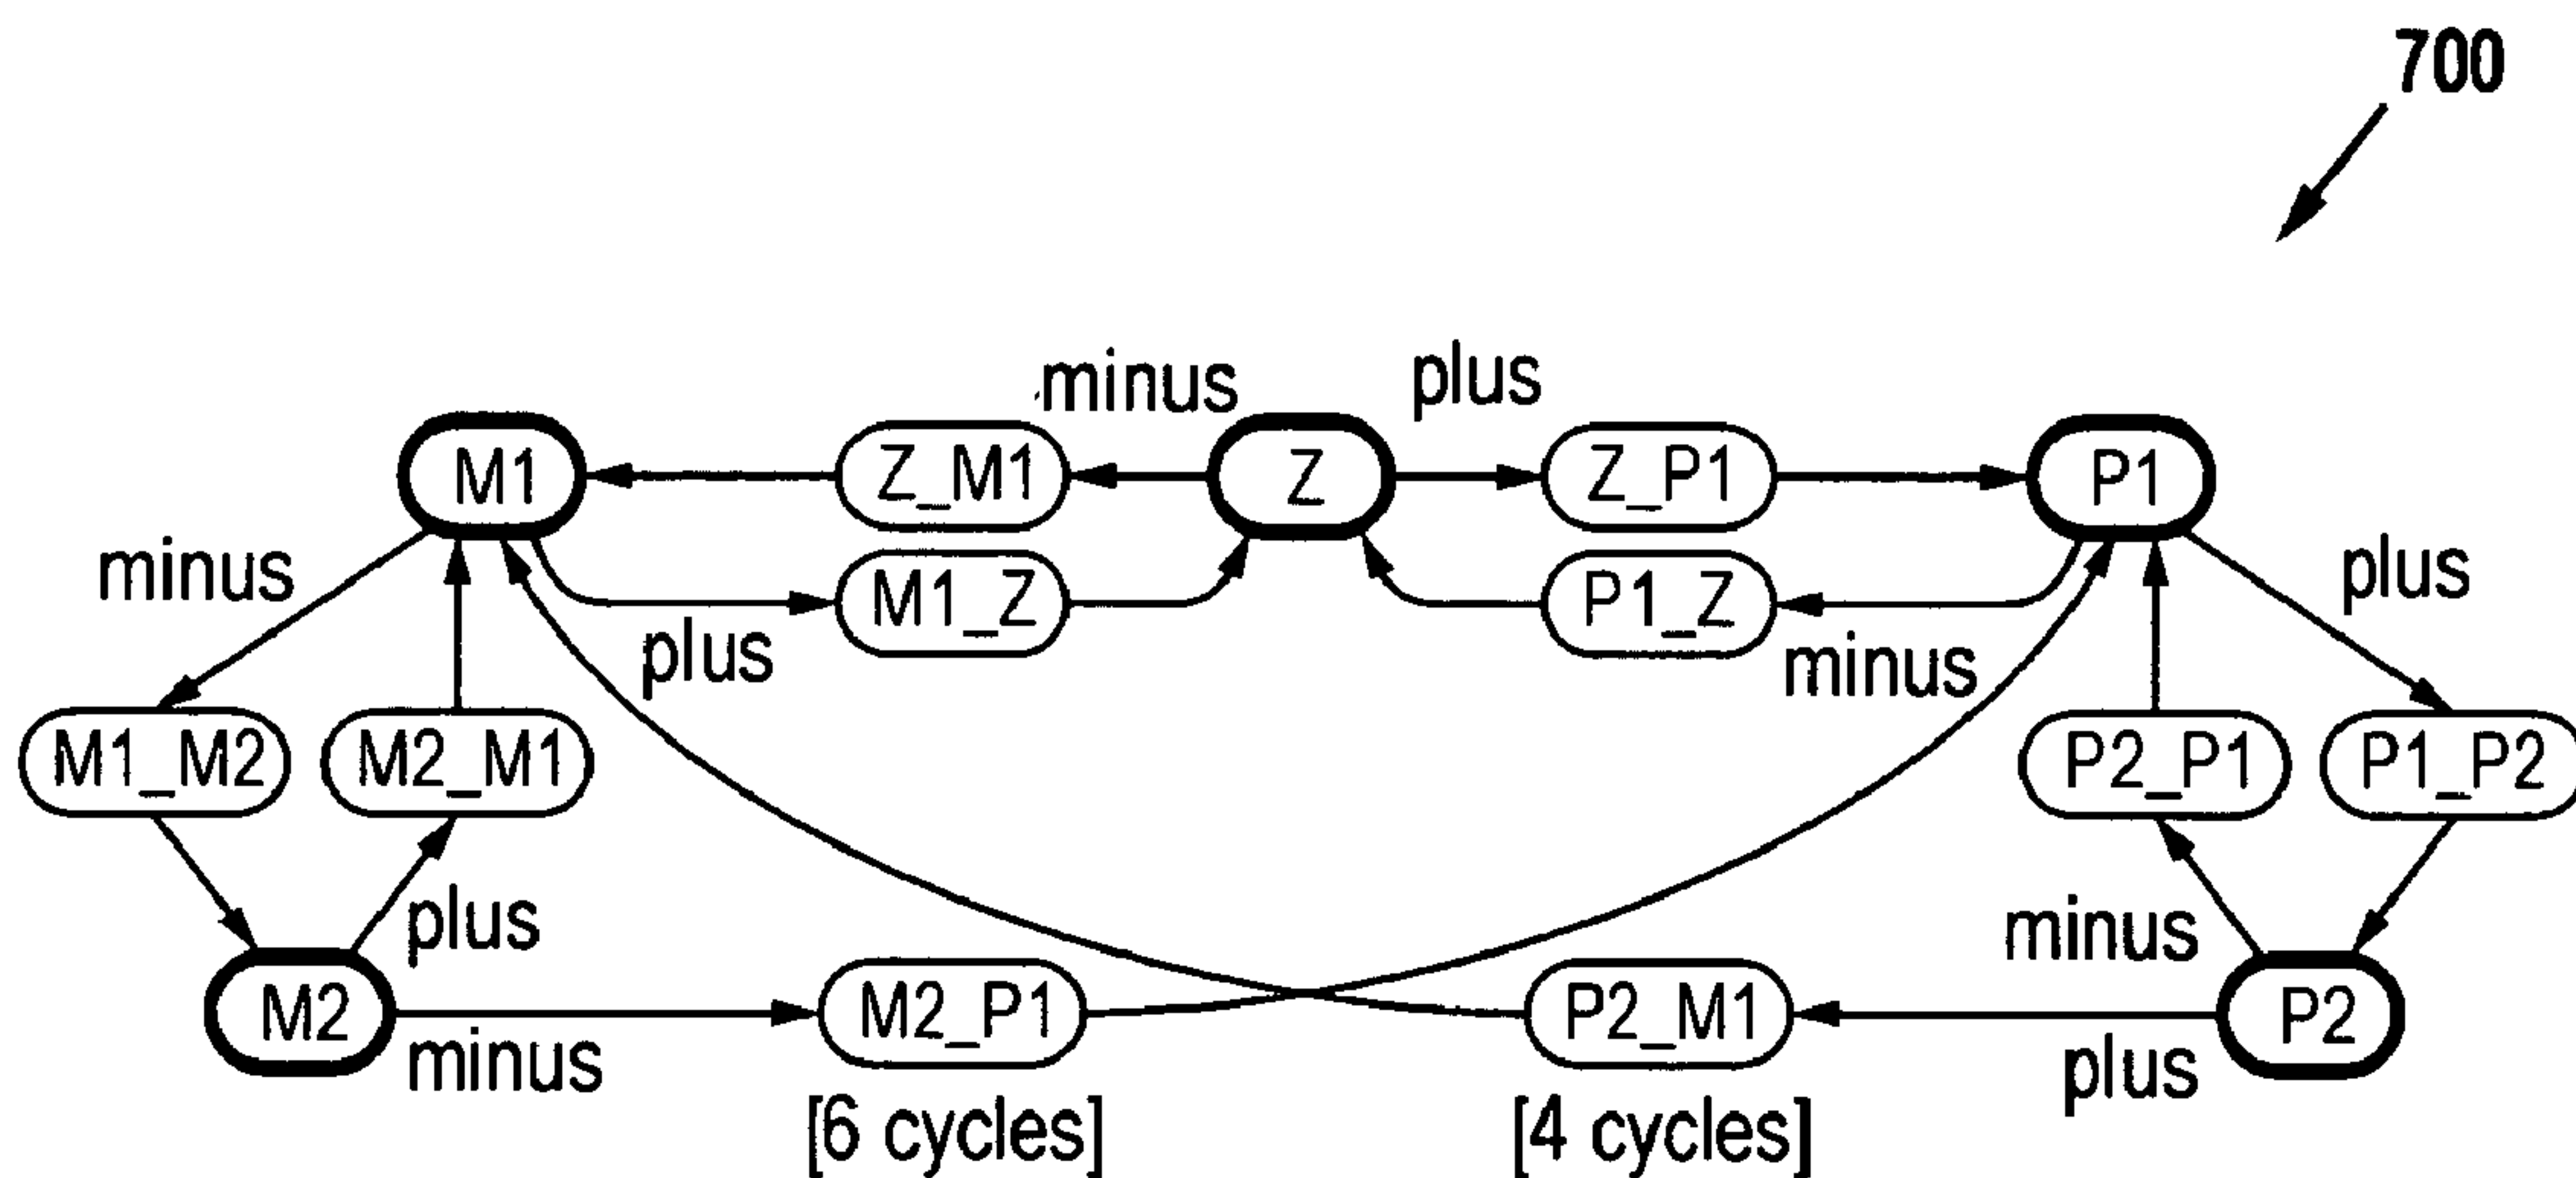 700
minus plus
M1 Z_M1 Z Z_P1 P1
minus M1_Z P1_Z plus
plus minus
M1_M2 M2_M1 P2_P1 P1_P2
plus minus
M2 M2_P1 P2_M1 P2
minus plus
[6 cycles] [4 cycles]